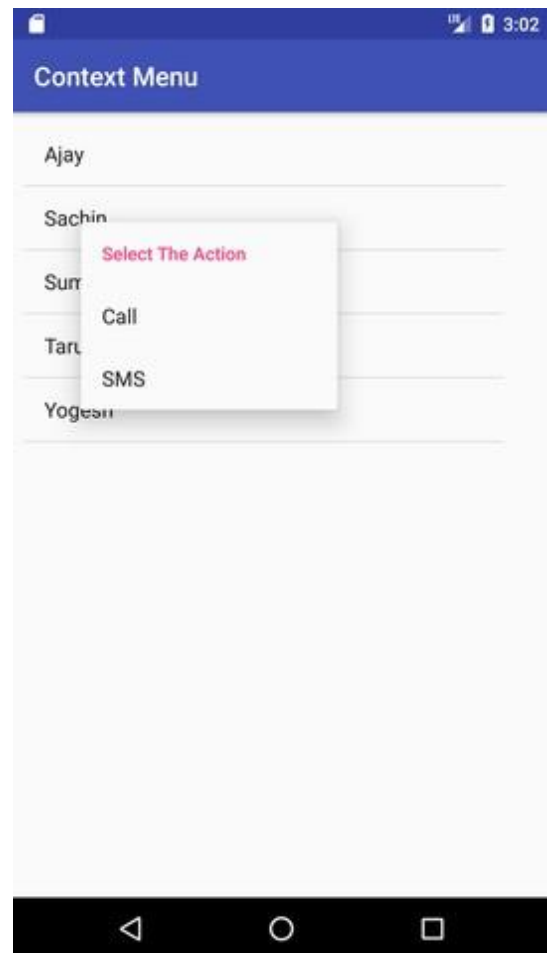 3:02
Context Menu
Ajay
Sachin
Select The Action
Call
SMS
Yogesh